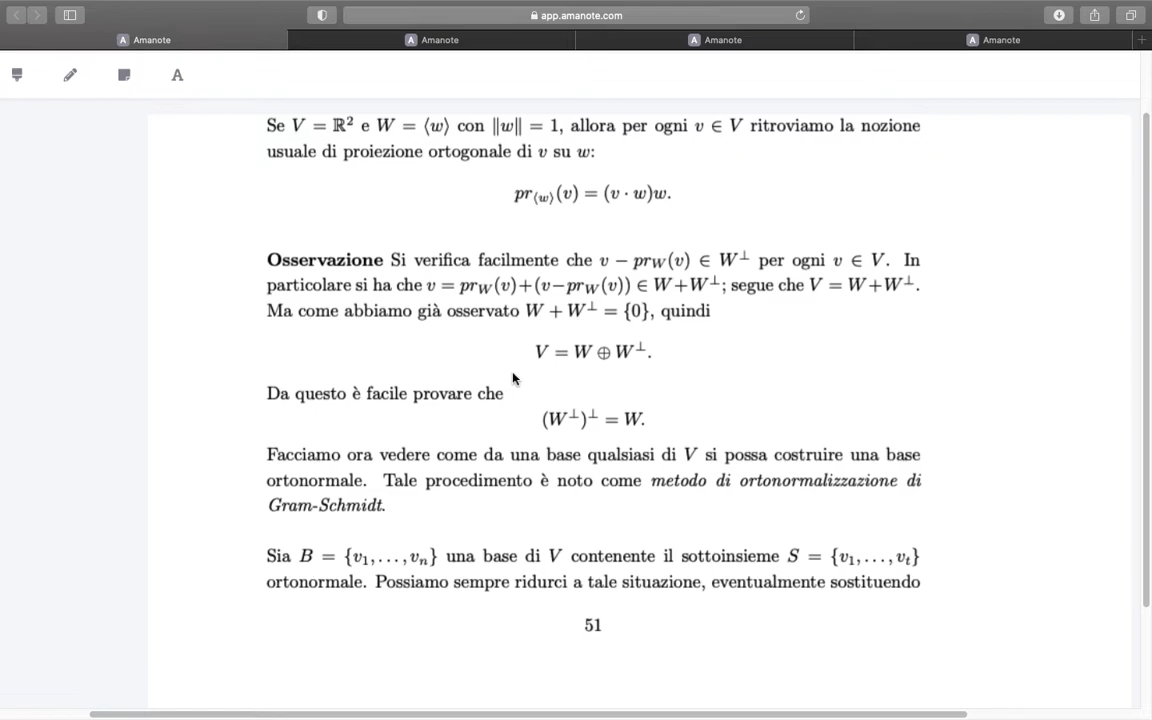 app.amanote.com
A Amanote
A Amanote
A Amanote
A Amanote
A
Se V = ℝ² e W = ⟨w⟩ con ∥w∥ = 1, allora per ogni v ∈ V ritroviamo la nozione
usuale di proiezione ortogonale di v su w:
pr⟨w⟩(v) = (v · w)w.
Osservazione Si verifica facilmente che v − prW(v) ∈ W⊥ per ogni v ∈ V. In
particolare si ha che v = prW(v)+(v−prW(v)) ∈ W+W⊥; segue che V = W+W⊥.
Ma come abbiamo già osservato W + W⊥ = {0}, quindi
V = W ⊕ W⊥.
Da questo è facile provare che
(W⊥)⊥ = W.
Facciamo ora vedere come da una base qualsiasi di V si possa costruire una base
ortonormale. Tale procedimento è noto come metodo di ortonormalizzazione di
Gram-Schmidt.
Sia B = {v₁, . . . , vₙ} una base di V contenente il sottoinsieme S = {v₁, . . . , vₜ}
ortonormale. Possiamo sempre ridurci a tale situazione, eventualmente sostituendo
51